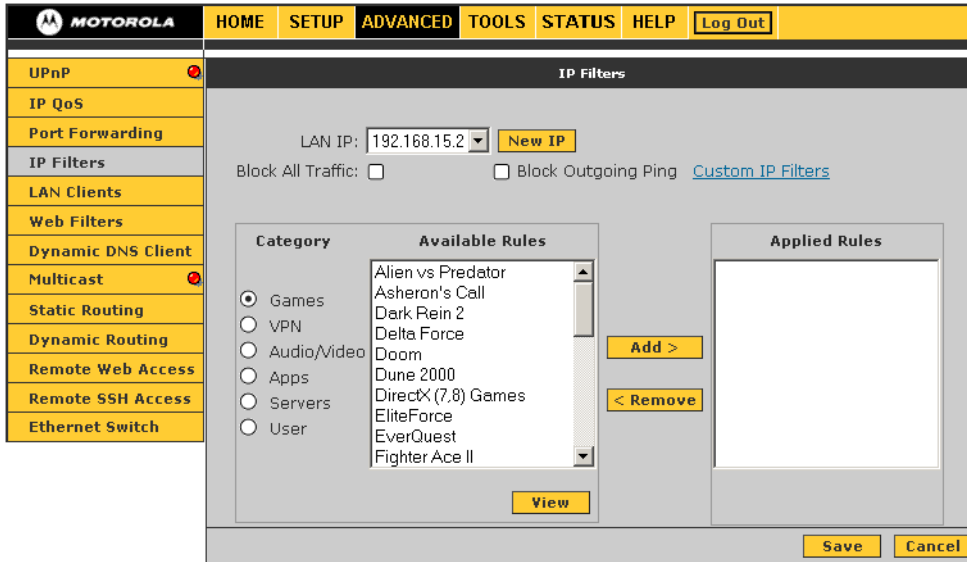 MOTOROLA
HOME SETUP ADVANCED TOOLS STATUS HELP Log Out
UPnP
IP QoS
Port Forwarding
IP Filters
LAN Clients
Web Filters
Dynamic DNS Client
Multicast
Static Routing
Dynamic Routing
Remote Web Access
Remote SSH Access
Ethernet Switch
IP Filters
LAN IP: 192.168.15.2 New IP
Block All Traffic: Block Outgoing Ping Custom IP Filters
Category
Games
VPN
Audio/Video
Apps
Servers
User
Available Rules
Alien vs Predator
Asheron's Call
Dark Rein 2
Delta Force
Doom
Dune 2000
DirectX (7,8) Games
EliteForce
EverQuest
Fighter Ace II
View
Add >
< Remove
Applied Rules
Save Cancel